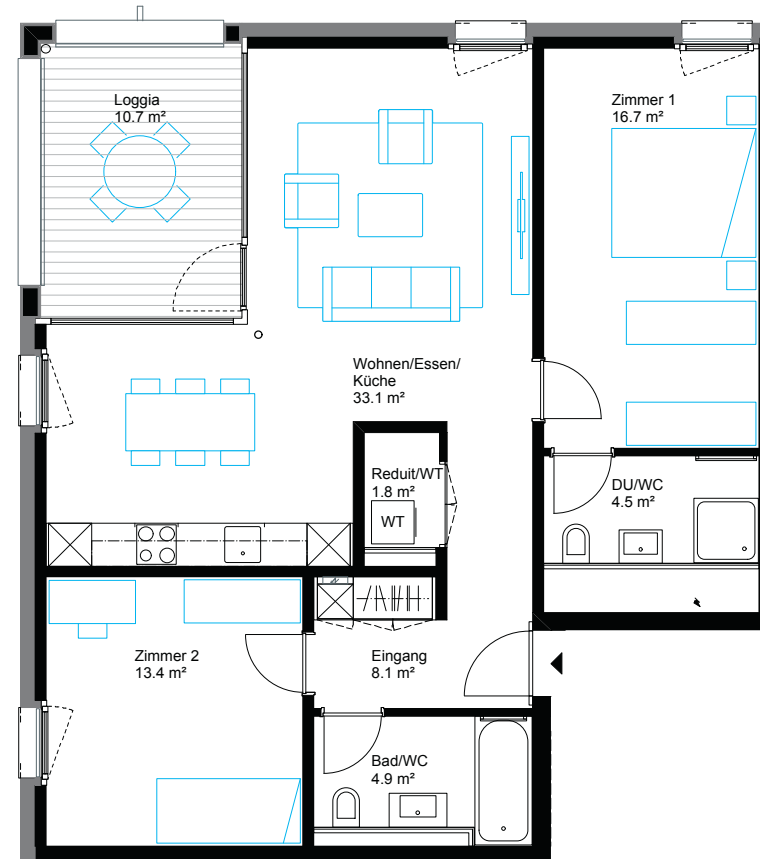 Loggia
10.7 m²
Zimmer 1
16.7 m²
Wohnen/Essen/
Küche
33.1 m²
Reduit/WT
1.8 m²
WT
DU/WC
4.5 m²
Zimmer 2
13.4 m²
Eingang
8.1 m²
Bad/WC
4.9 m²